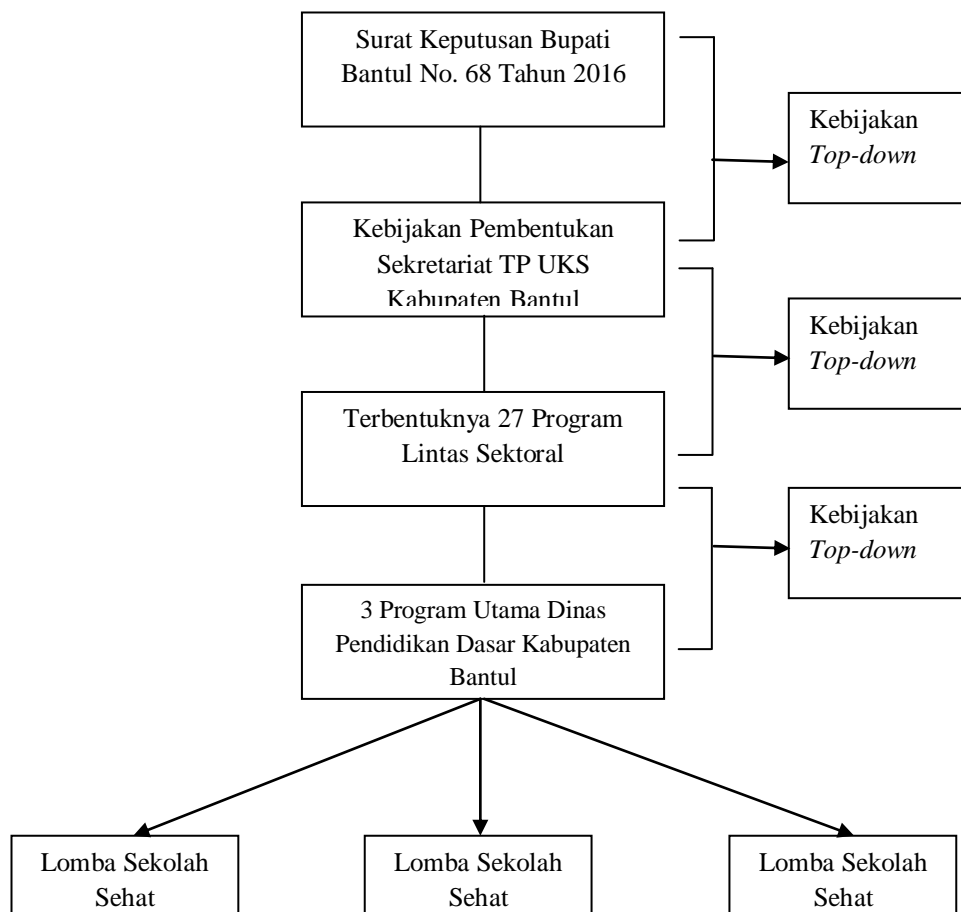 Surat Keputusan Bupati
Bantul No. 68 Tahun 2016
Kebijakan
Top-down
Kebijakan Pembentukan
Sekretariat TP UKS
Kabupaten Bantul
Kebijakan
Top-down
Terbentuknya 27 Program
Lintas Sektoral
Kebijakan
Top-down
3 Program Utama Dinas
Pendidikan Dasar Kabupaten
Bantul
Lomba Sekolah
Sehat
Lomba Sekolah
Sehat
Lomba Sekolah
Sehat